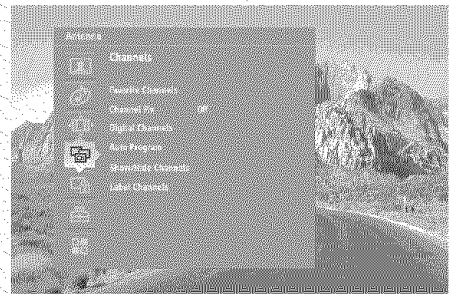 Antenna
Channels
Favorite Channels
Channel Fix Off
Digital Channels
Auto Program
Show/Hide Channels
Label Channels